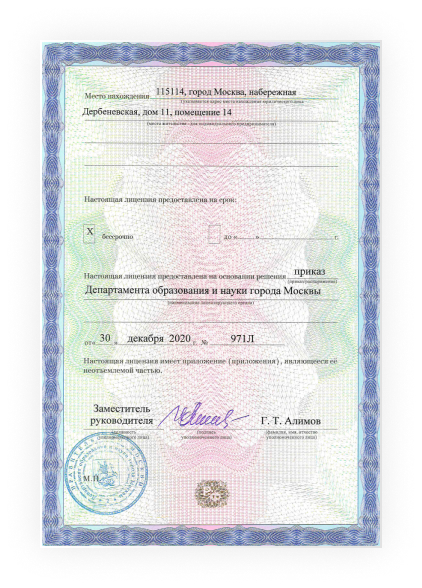 Место нахождения 115114, город Москва, набережная
(указывается адрес места нахождения юридического лица
Дербеневская, дом 11, помещение 14
(место жительства - для индивидуального предпринимателя)
Настоящая лицензия предоставлена на срок:
X бессрочно до « » г.
Настоящая лицензия предоставлена на основании решения приказ
(приказ/распоряжение)
Департамента образования и науки города Москвы
(наименование лицензирующего органа)
от « 30 » декабря 2020 г. № 971Л
Настоящая лицензия имеет приложение (приложения), являющееся её
неотъемлемой частью.
Заместитель
руководителя Г. Т. Алимов
(должность (подпись (фамилия, имя, отчество
уполномоченного лица) уполномоченного лица) уполномоченного лица)
М.П.